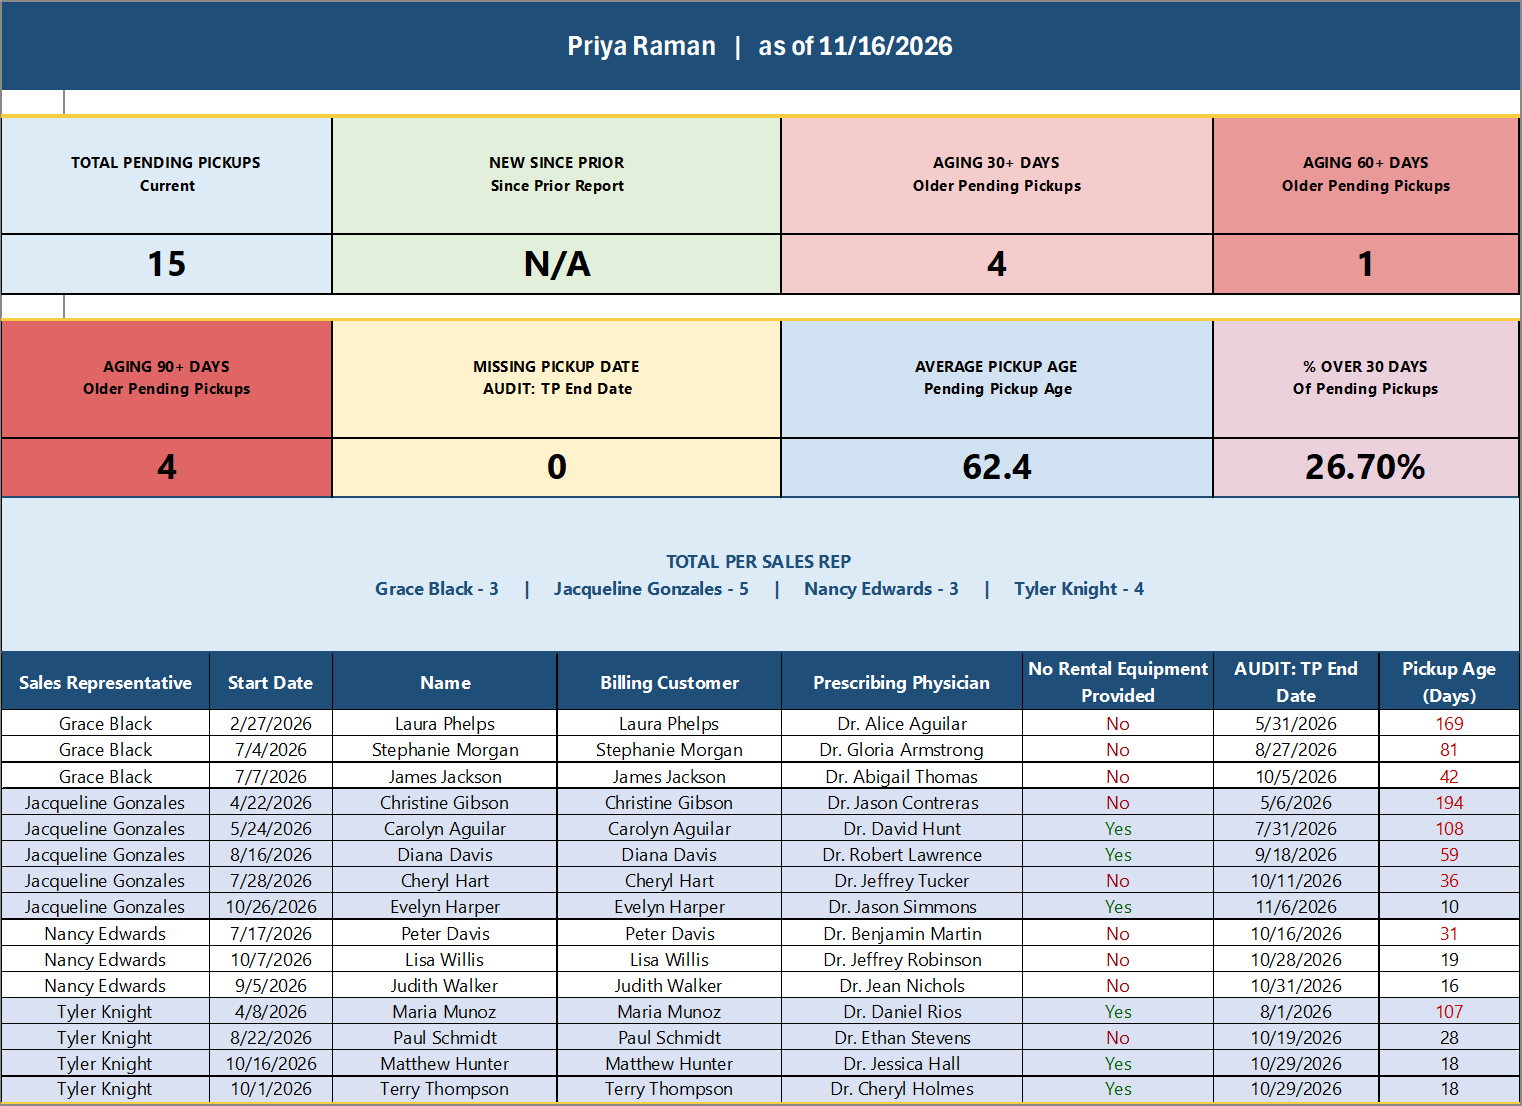 Priya Raman | as of 11/16/2026
TOTAL PENDING PICKUPS
Current
NEW SINCE PRIOR
Since Prior Report
AGING 30+ DAYS
Older Pending Pickups
AGING 60+ DAYS
Older Pending Pickups
15 N/A 4 1
AGING 90+ DAYS
Older Pending Pickups
MISSING PICKUP DATE
AUDIT: TP End Date
AVERAGE PICKUP AGE
Pending Pickup Age
% OVER 30 DAYS
Of Pending Pickups
4 0 62.4 26.70%
TOTAL PER SALES REP
Grace Black - 3 | Jacqueline Gonzales - 5 | Nancy Edwards - 3 | Tyler Knight - 4
Sales Representative Start Date Name Billing Customer Prescribing Physician No Rental Equipment Provided AUDIT: TP End Date Pickup Age (Days)
Grace Black 2/27/2026 Laura Phelps Laura Phelps Dr. Alice Aguilar No 5/31/2026 169
Grace Black 7/4/2026 Stephanie Morgan Stephanie Morgan Dr. Gloria Armstrong No 8/27/2026 81
Grace Black 7/7/2026 James Jackson James Jackson Dr. Abigail Thomas No 10/5/2026 42
Jacqueline Gonzales 4/22/2026 Christine Gibson Christine Gibson Dr. Jason Contreras No 5/6/2026 194
Jacqueline Gonzales 5/24/2026 Carolyn Aguilar Carolyn Aguilar Dr. David Hunt Yes 7/31/2026 108
Jacqueline Gonzales 8/16/2026 Diana Davis Diana Davis Dr. Robert Lawrence Yes 9/18/2026 59
Jacqueline Gonzales 7/28/2026 Cheryl Hart Cheryl Hart Dr. Jeffrey Tucker No 10/11/2026 36
Jacqueline Gonzales 10/26/2026 Evelyn Harper Evelyn Harper Dr. Jason Simmons Yes 11/6/2026 10
Nancy Edwards 7/17/2026 Peter Davis Peter Davis Dr. Benjamin Martin No 10/16/2026 31
Nancy Edwards 10/7/2026 Lisa Willis Lisa Willis Dr. Jeffrey Robinson No 10/28/2026 19
Nancy Edwards 9/5/2026 Judith Walker Judith Walker Dr. Jean Nichols No 10/31/2026 16
Tyler Knight 4/8/2026 Maria Munoz Maria Munoz Dr. Daniel Rios Yes 8/1/2026 107
Tyler Knight 8/22/2026 Paul Schmidt Paul Schmidt Dr. Ethan Stevens No 10/19/2026 28
Tyler Knight 10/16/2026 Matthew Hunter Matthew Hunter Dr. Jessica Hall Yes 10/29/2026 18
Tyler Knight 10/1/2026 Terry Thompson Terry Thompson Dr. Cheryl Holmes Yes 10/29/2026 18